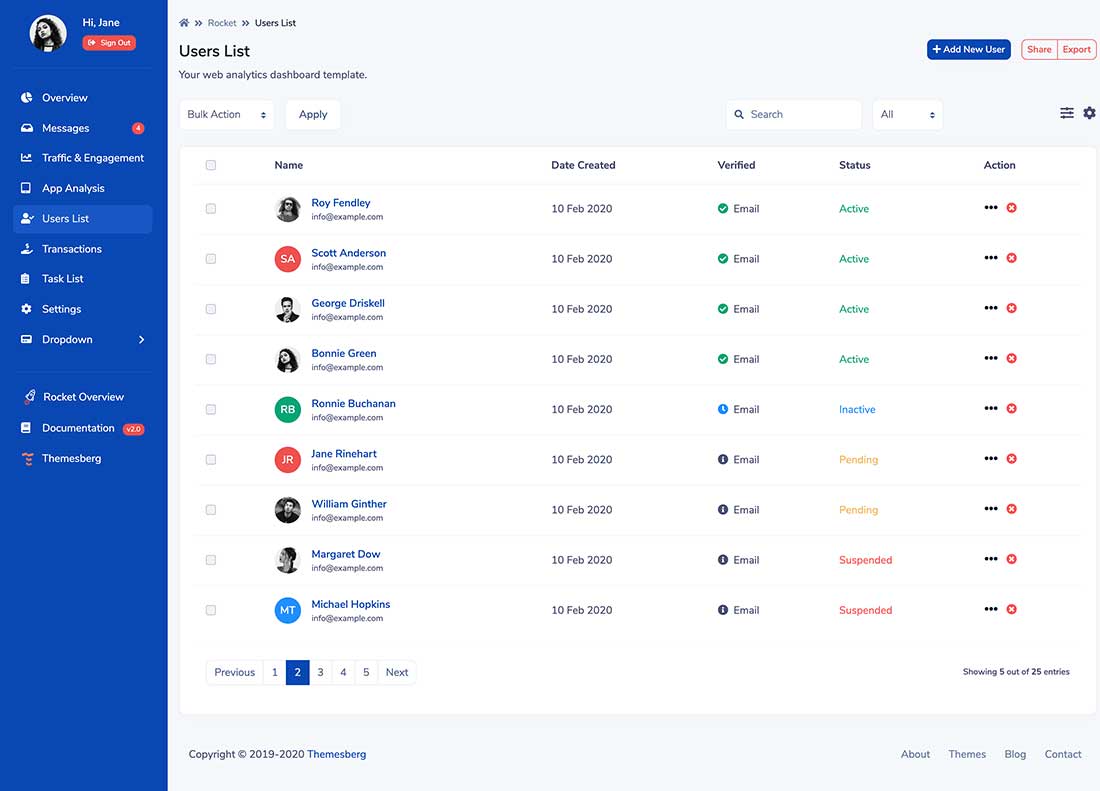 Hi, Jane
Sign Out
Overview
Messages 4
Traffic & Engagement
App Analysis
Users List
Transactions
Task List
Settings
Dropdown
Rocket Overview
Documentation v2.0
Themesberg
Rocket Users List
Users List
Your web analytics dashboard template.
Add New User Share Export
Bulk Action Apply Search All
Name Date Created Verified Status Action
Roy Fendley
info@example.com
10 Feb 2020 Email Active
SA Scott Anderson
info@example.com
10 Feb 2020 Email Active
George Driskell
info@example.com
10 Feb 2020 Email Active
Bonnie Green
info@example.com
10 Feb 2020 Email Active
RB Ronnie Buchanan
info@example.com
10 Feb 2020 Email Inactive
JR Jane Rinehart
info@example.com
10 Feb 2020 Email Pending
William Ginther
info@example.com
10 Feb 2020 Email Pending
Margaret Dow
info@example.com
10 Feb 2020 Email Suspended
MT Michael Hopkins
info@example.com
10 Feb 2020 Email Suspended
Previous 1 2 3 4 5 Next
Showing 5 out of 25 entries
Copyright © 2019-2020 Themesberg
About Themes Blog Contact